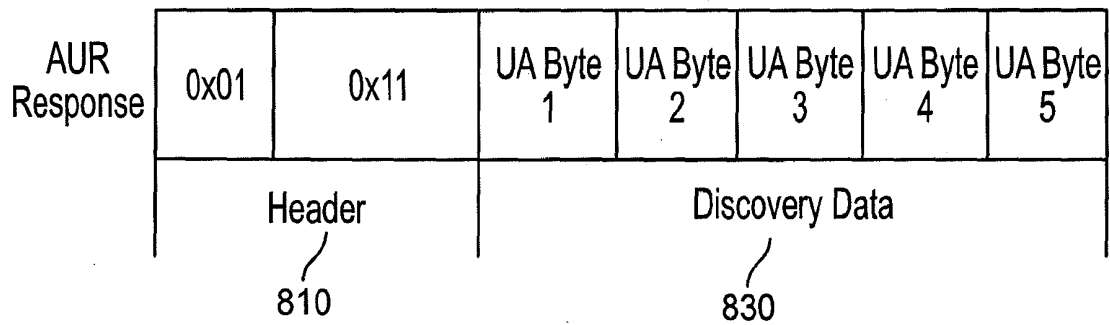 AUR Response
0x01
0x11
UA Byte 1
UA Byte 2
UA Byte 3
UA Byte 4
UA Byte 5
Header
Discovery Data
810
830